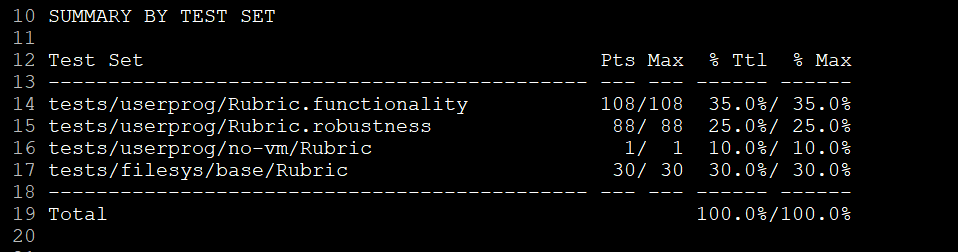 10 SUMMARY BY TEST SET
11
12 Test Set                                      Pts Max  % Ttl  % Max
13 --------------------------------------------- --- --- ------ ------
14 tests/userprog/Rubric.functionality           108/108  35.0%/ 35.0%
15 tests/userprog/Rubric.robustness               88/ 88  25.0%/ 25.0%
16 tests/userprog/no-vm/Rubric                     1/  1  10.0%/ 10.0%
17 tests/filesys/base/Rubric                      30/ 30  30.0%/ 30.0%
18 --------------------------------------------- --- --- ------ ------
19 Total                                                 100.0%/100.0%
20